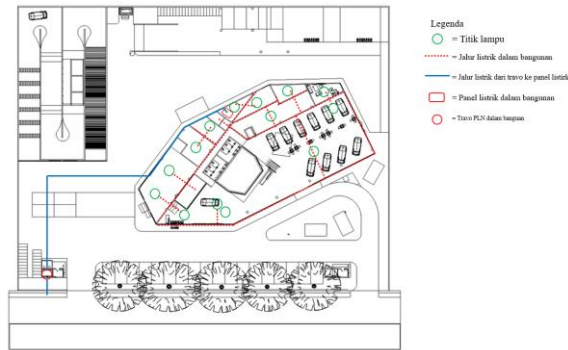 Legenda
= Titik lampu
= Jalur listrik dalam bangunan
= Jalur listrik dari travo ke panel listrik
= Panel listrik dalam bangunan
= Travo PLN dalam bangunan